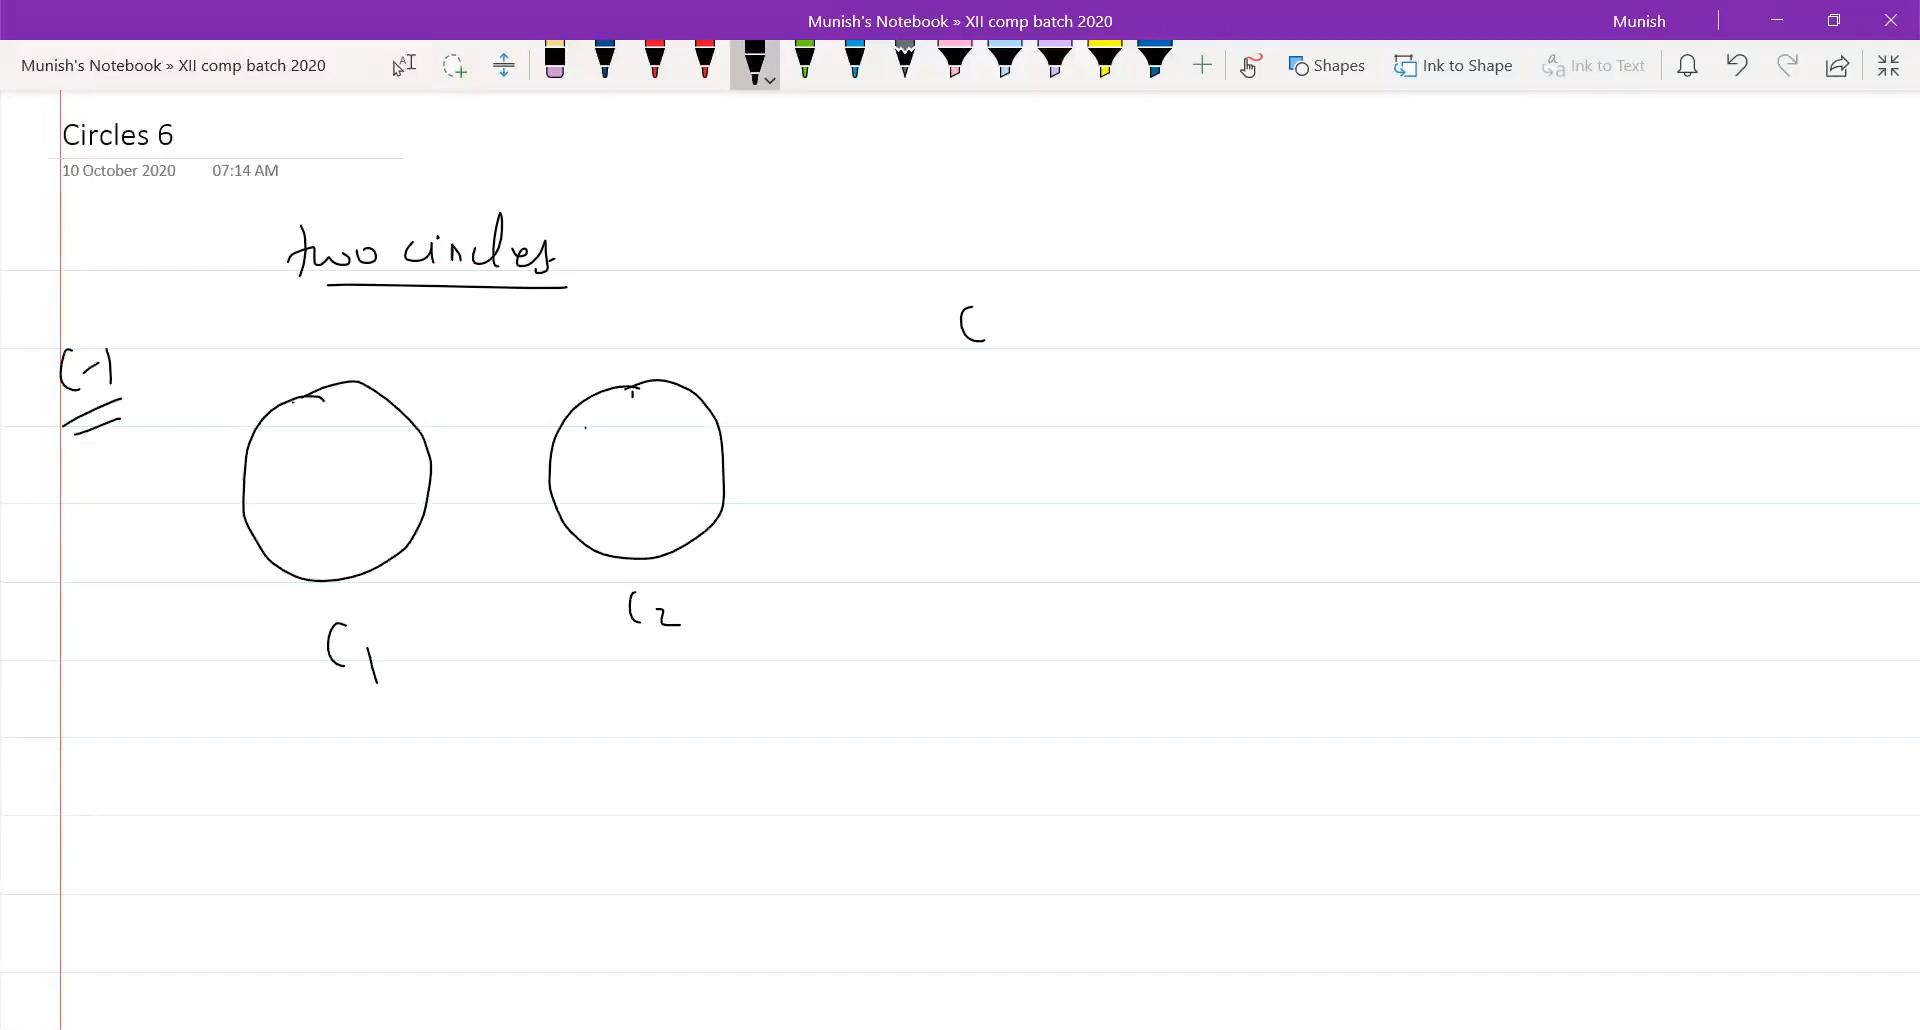 Munish's Notebook » XII comp batch 2020
Munish
Munish's Notebook » XII comp batch 2020
Shapes
Ink to Shape
Ink to Text
Circles 6
10 October 2020 07:14 AM
two circles
C
C-1
C2
C1